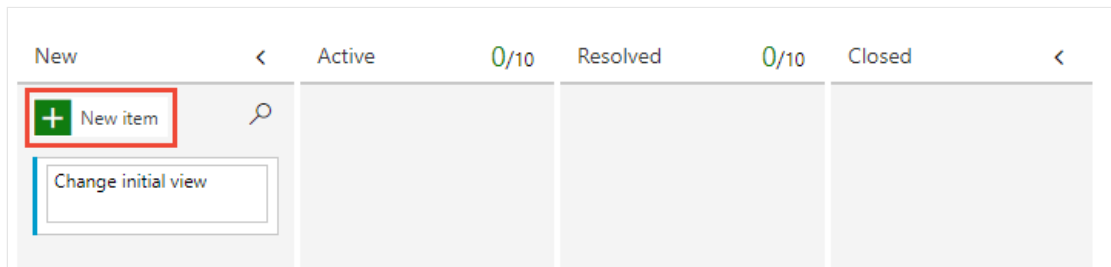 New
Active 0/10
Resolved 0/10
Closed
New item
Change initial view